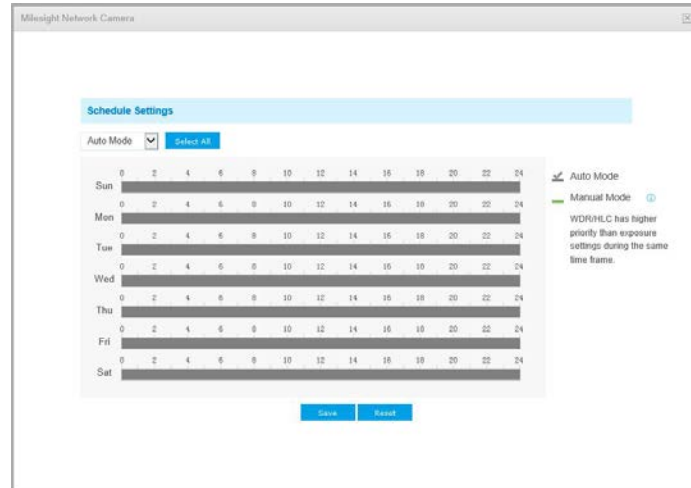 Milesight Network Camera
Schedule Settings
Auto Mode Select All
0 2 4 6 8 10 12 14 16 18 20 22 24
Sun
0 2 4 6 8 10 12 14 16 18 20 22 24
Mon
0 2 4 6 8 10 12 14 16 18 20 22 24
Tue
0 2 4 6 8 10 12 14 16 18 20 22 24
Wed
0 2 4 6 8 10 12 14 16 18 20 22 24
Thu
0 2 4 6 8 10 12 14 16 18 20 22 24
Fri
0 2 4 6 8 10 12 14 16 18 20 22 24
Sat
Auto Mode
Manual Mode
WDR/HLC has higher
priority than exposure
settings during the same
time frame.
Save Reset